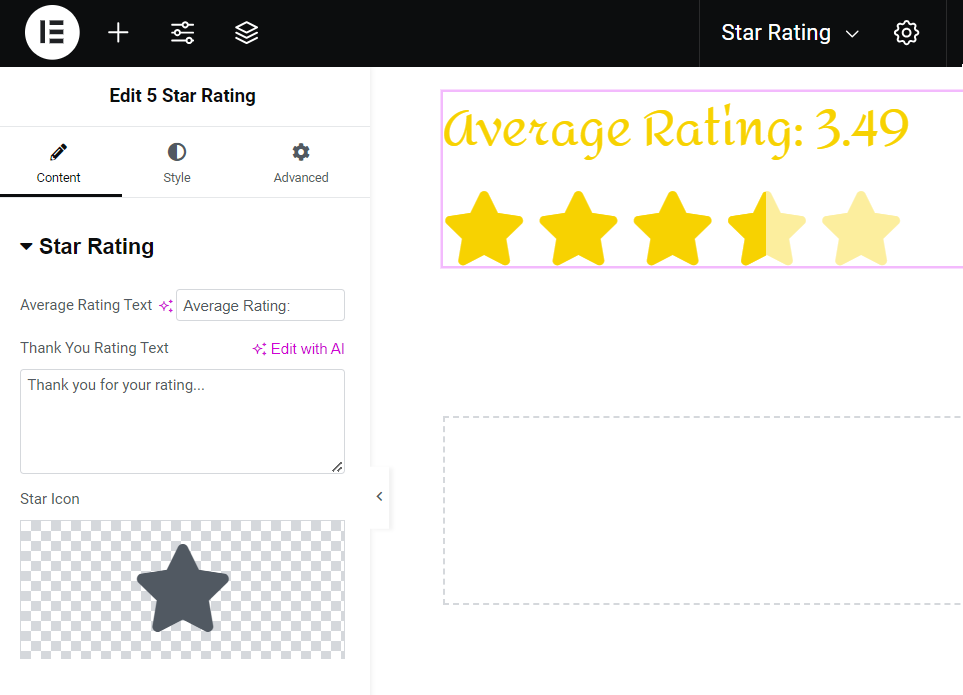 Star Rating
Edit 5 Star Rating
Content
Style
Advanced
Star Rating
Average Rating Text
Average Rating:
Thank You Rating Text
Edit with AI
Thank you for your rating...
Star Icon
Average Rating: 3.49